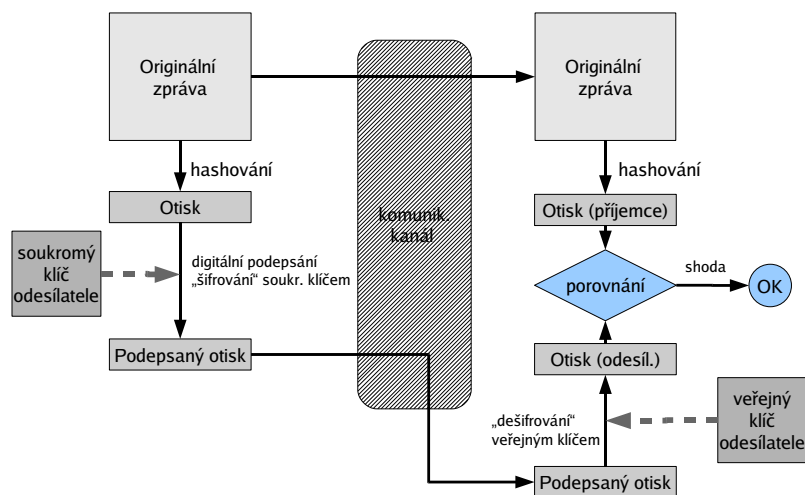 Originální
zpráva
hashování
Otisk
soukromý
klíč
odesílatele
digitální podepsání
„šifrování“ soukr. klíčem
Podepsaný otisk
komunik.
kanál
Originální
zpráva
hashování
Otisk (příjemce)
porovnání
shoda
OK
Otisk (odesíl.)
„dešifrování“
veřejným klíčem
veřejný
klíč
odesílatele
Podepsaný otisk